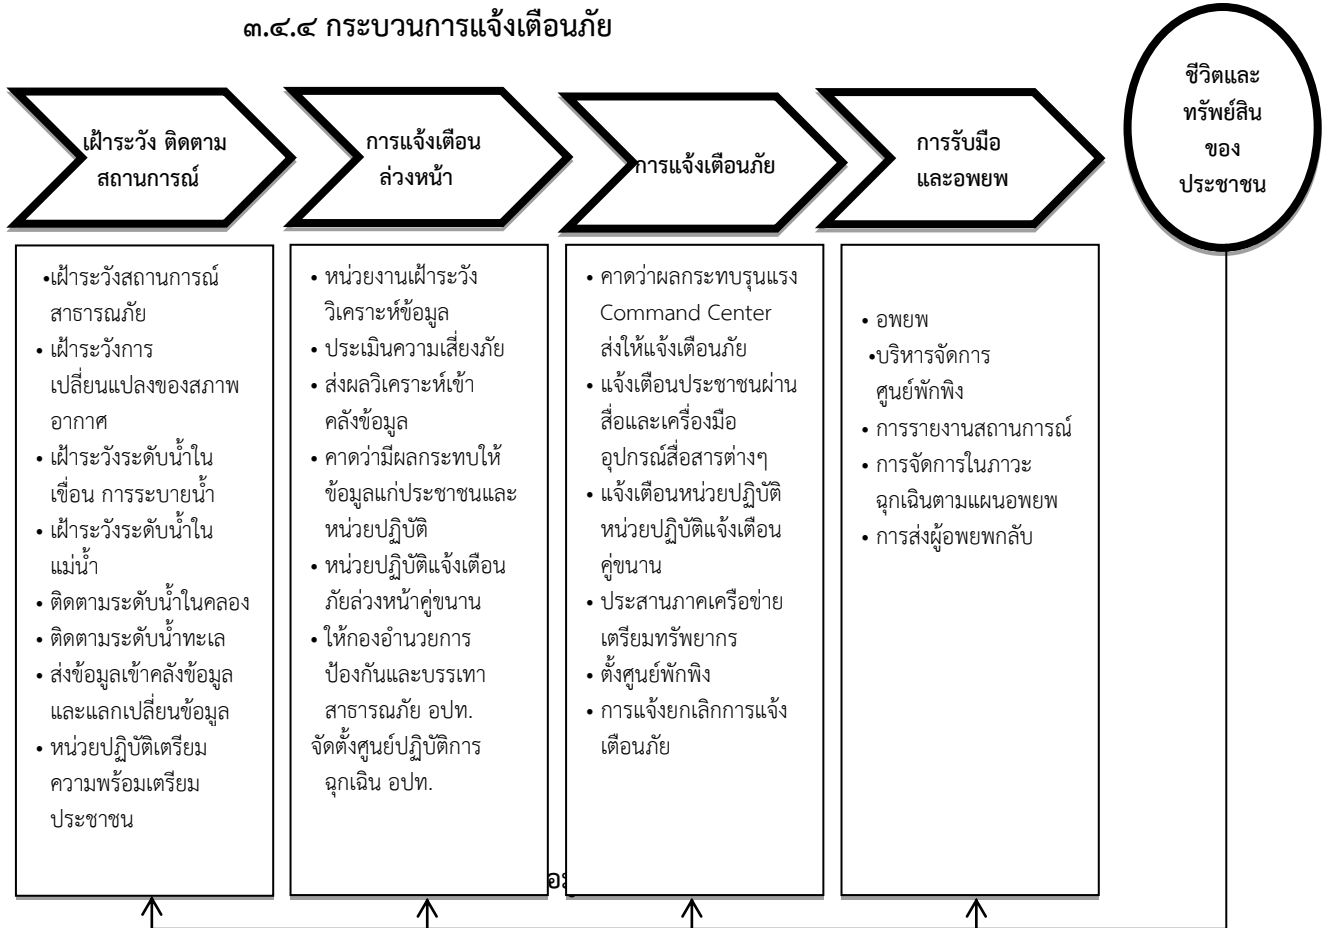 ๓.๔.๔ กระบวนการแจ้งเตือนภัย
เฝ้าระวัง ติดตาม
สถานการณ์
การแจ้งเตือน
ล่วงหน้า
การแจ้งเตือนภัย
การรับมือ
และอพยพ
ชีวิตและ
ทรัพย์สิน
ของ
ประชาชน
•เฝ้าระวังสถานการณ์
สาธารณภัย
• เฝ้าระวังการ
เปลี่ยนแปลงของสภาพ
อากาศ
• เฝ้าระวังระดับน้ำใน
เขื่อน การระบายน้ำ
• เฝ้าระวังระดับน้ำใน
แม่น้ำ
• ติดตามระดับน้ำในคลอง
• ติดตามระดับน้ำทะเล
• ส่งข้อมูลเข้าคลังข้อมูล
และแลกเปลี่ยนข้อมูล
• หน่วยปฏิบัติเตรียม
ความพร้อมเตรียม
ประชาชน
• หน่วยงานเฝ้าระวัง
วิเคราะห์ข้อมูล
• ประเมินความเสี่ยงภัย
• ส่งผลวิเคราะห์เข้า
คลังข้อมูล
• คาดว่ามีผลกระทบให้
ข้อมูลแก่ประชาชนและ
หน่วยปฏิบัติ
• หน่วยปฏิบัติแจ้งเตือน
ภัยล่วงหน้าคู่ขนาน
• ให้กองอำนวยการ
ป้องกันและบรรเทา
สาธารณภัย อปท.
จัดตั้งศูนย์ปฏิบัติการ
ฉุกเฉิน อปท.
• คาดว่าผลกระทบรุนแรง
Command Center
ส่งให้แจ้งเตือนภัย
• แจ้งเตือนประชาชนผ่าน
สื่อและเครื่องมือ
อุปกรณ์สื่อสารต่างๆ
• แจ้งเตือนหน่วยปฏิบัติ
หน่วยปฏิบัติแจ้งเตือน
คู่ขนาน
• ประสานภาคเครือข่าย
เตรียมทรัพยากร
• ตั้งศูนย์พักพิง
• การแจ้งยกเลิกการแจ้ง
เตือนภัย
• อพยพ
•บริหารจัดการ
ศูนย์พักพิง
• การรายงานสถานการณ์
• การจัดการในภาวะ
ฉุกเฉินตามแผนอพยพ
• การส่งผู้อพยพกลับ